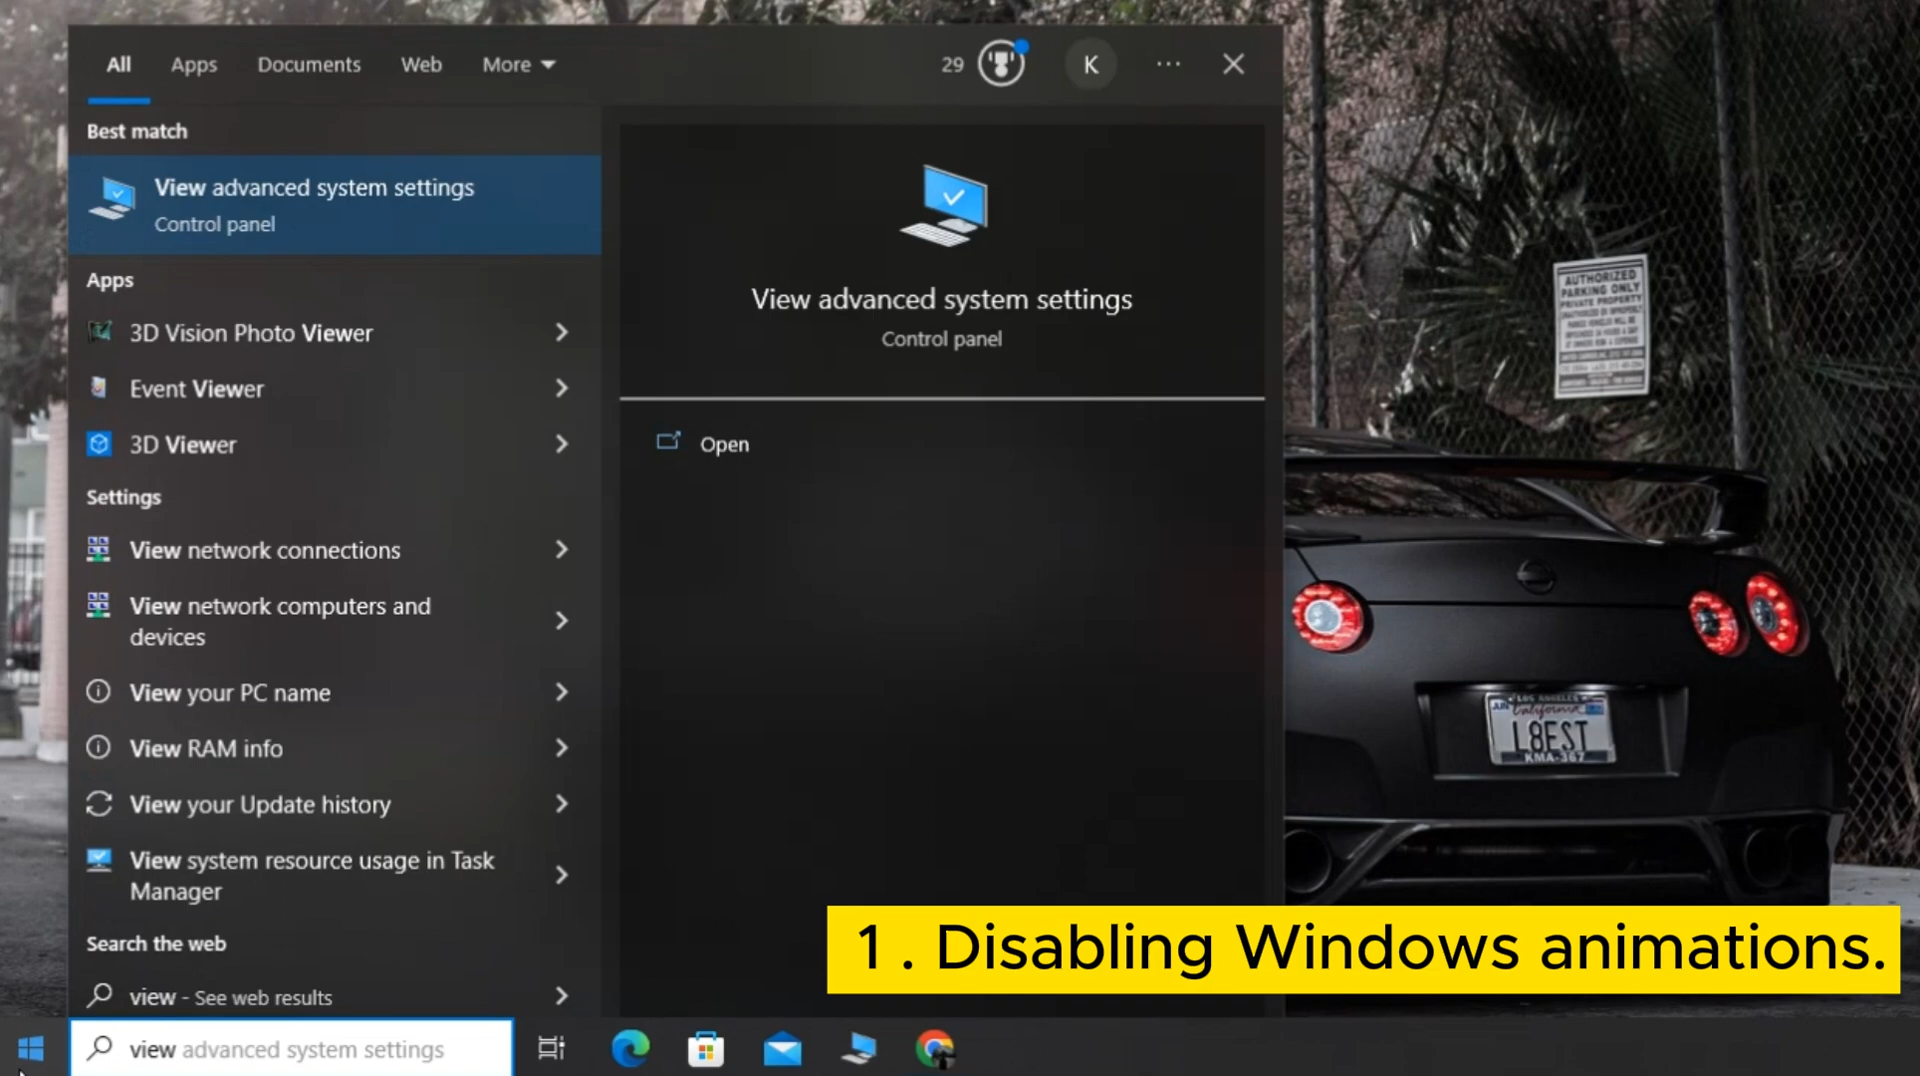 All Apps Documents Web More 29 K ...
Best match
View advanced system settings
Control panel
Apps
3D Vision Photo Viewer
Event Viewer
3D Viewer
Settings
View network connections
View network computers and
devices
View your PC name
View RAM info
View your Update history
View system resource usage in Task
Manager
Search the web
view - See web results
view advanced system settings
View advanced system settings
Control panel
Open
AUTHORIZED
PARKING ONLY
PRIVATE PROPERTY
JUN
California
L8EST
KMA-367
1 . Disabling Windows animations.